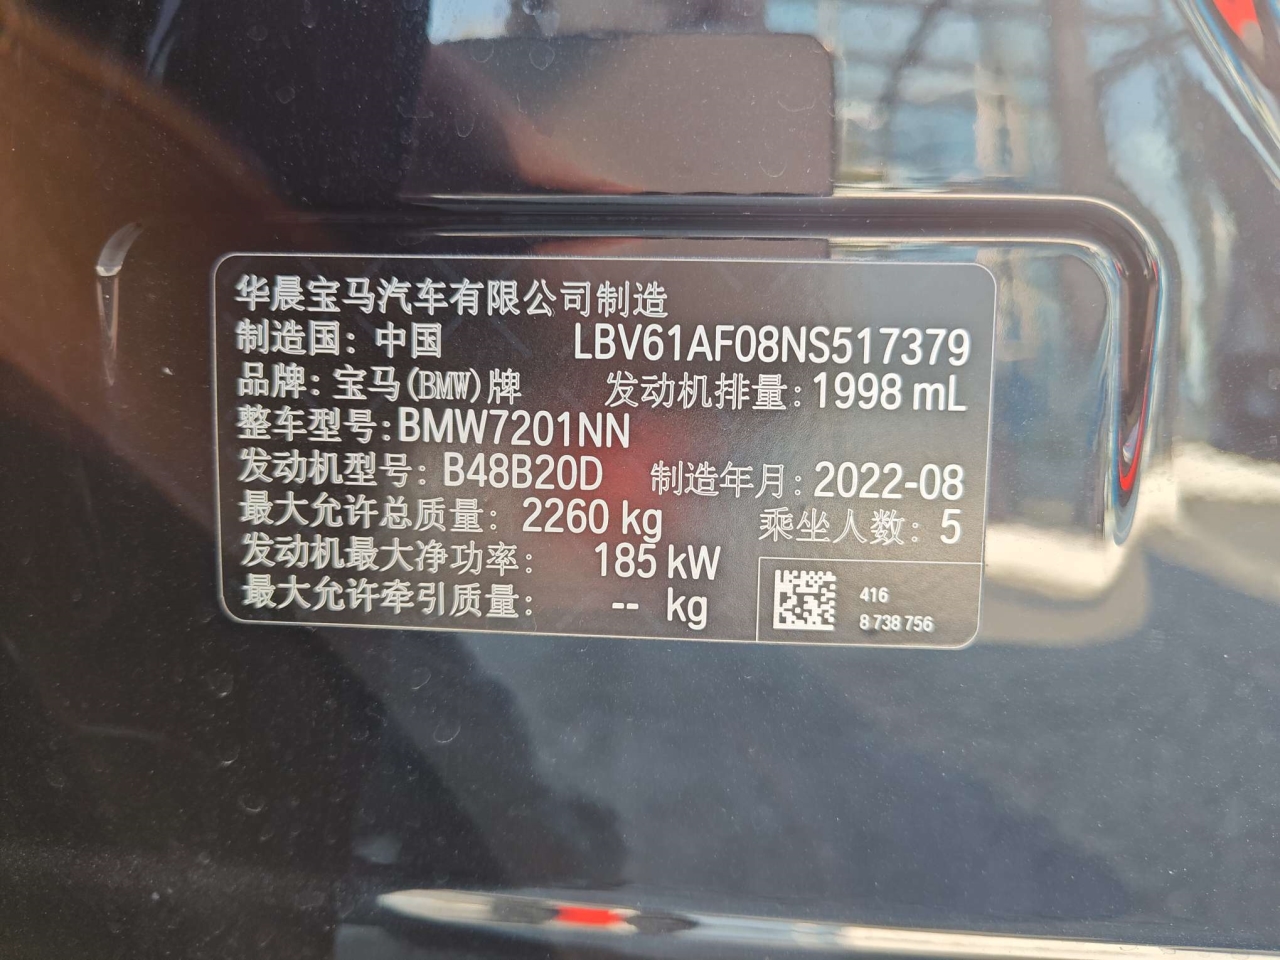 华晨宝马汽车有限公司制造
制造国: 中国 LBV61AF08NS517379
品牌: 宝马(BMW)牌 发动机排量: 1998 mL
整车型号: BMW7201NN
发动机型号: B48B20D 制造年月: 2022-08
最大允许总质量: 2260 kg 乘坐人数: 5
发动机最大净功率: 185 kW
最大允许牵引质量: -- kg
416
8 738 756